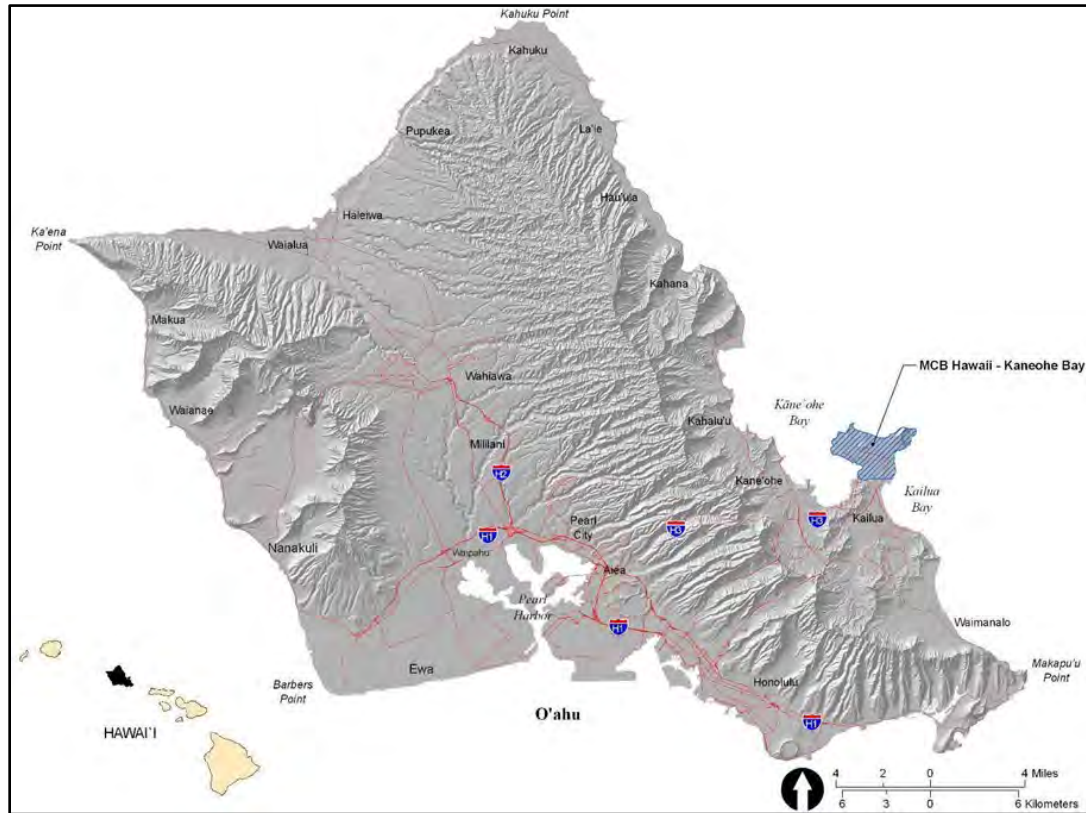 Kahuku Point
Kahuku
Pupukea
La'ie
Hau'ula
Haleiwa
Ka'ena
Point
Waialua
Kahana
Makua
Wahiawa
MCB Hawaii - Kaneohe Bay
Waianae
Kahalu'u
Kāne`ohe
Bay
Mililani
H2
Kane'ohe
Kailua
Bay
H3
Kailua
Pearl
City
H3
H1
Nanakuli
Waipahu
Aiea
Pearl
Harbor
H1
Waimanalo
Ewa
Makapu'u
Point
Barbers
Point
Honolulu
O'ahu
H1
HAWAI`I
4 2 0 4 Miles
6 3 0 6 Kilometers